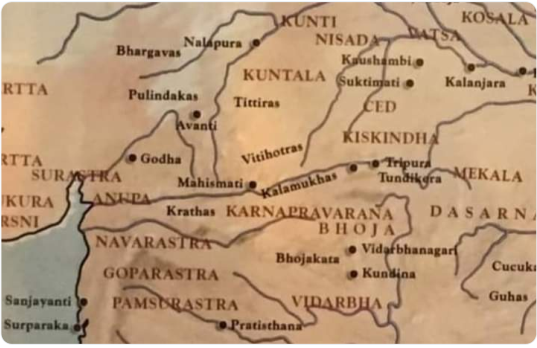 KOSALA
KUNTI
Nalapura
NISADA
VATSA
Bhargavas
Kaushambi
KUNTALA
Suktimati
Kalanjara
RTTA
Pulindakas
Tittiras
CED
Avanti
KISKINDHA
Godha
Vitihotras
RTTA
SURASTRA
Tripura
Mahismati
Kalamukhas
Tundikera
MEKALA
UKURA
ANUPA
Krathas
KARNAPRAVARANA
DASARNA
RSNI
BHOJA
NAVARASTRA
Vidarbhanagari
Bhojakata
Cucuk
GOPARASTRA
Kundina
Guhas
Sanjayanti
PAMSURASTRA
VIDARBHA
Surparaka
Pratisthana